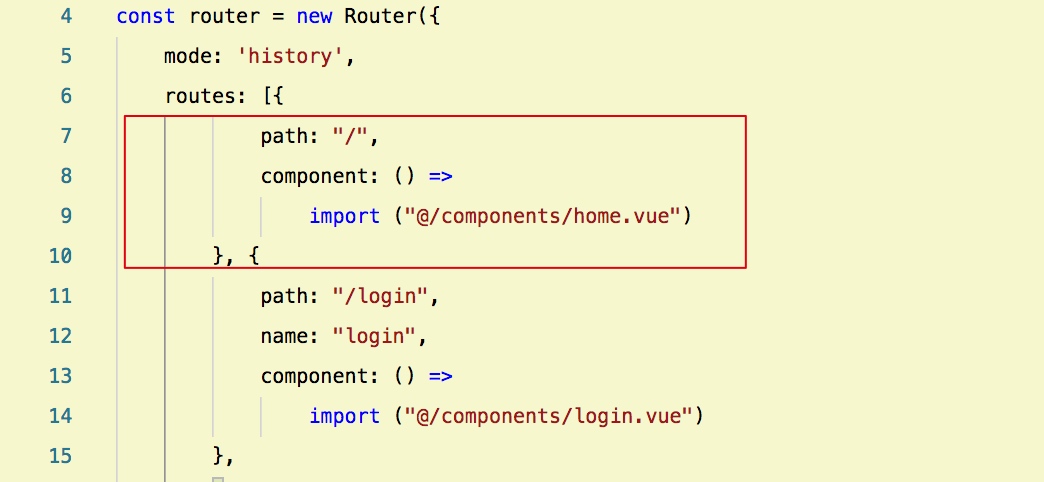 4 const router = new Router({
5 mode: 'history',
6 routes: [{
7 path: "/",
8 component: () =>
9 import ("@/components/home.vue")
10 }, {
11 path: "/login",
12 name: "login",
13 component: () =>
14 import ("@/components/login.vue")
15 },